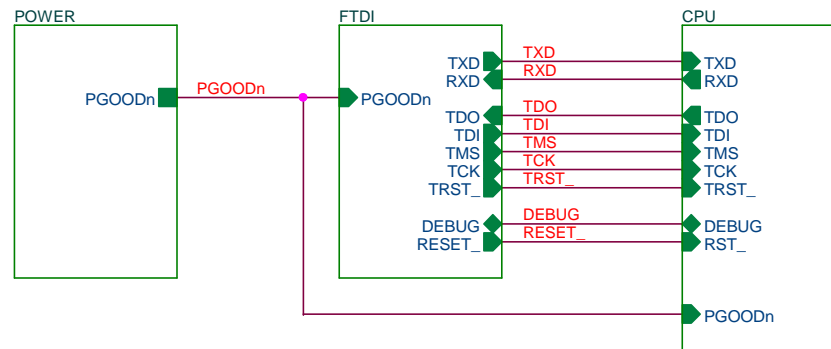 POWER
FTDI
CPU
PGOODn
PGOODn
PGOODn
TXD
TXD
TXD
RXD
RXD
RXD
TDO
TDO
TDO
TDI
TDI
TDI
TMS
TMS
TMS
TCK
TCK
TCK
TRST_
TRST_
TRST_
DEBUG
DEBUG
DEBUG
RESET_
RESET_
RST_
PGOODn